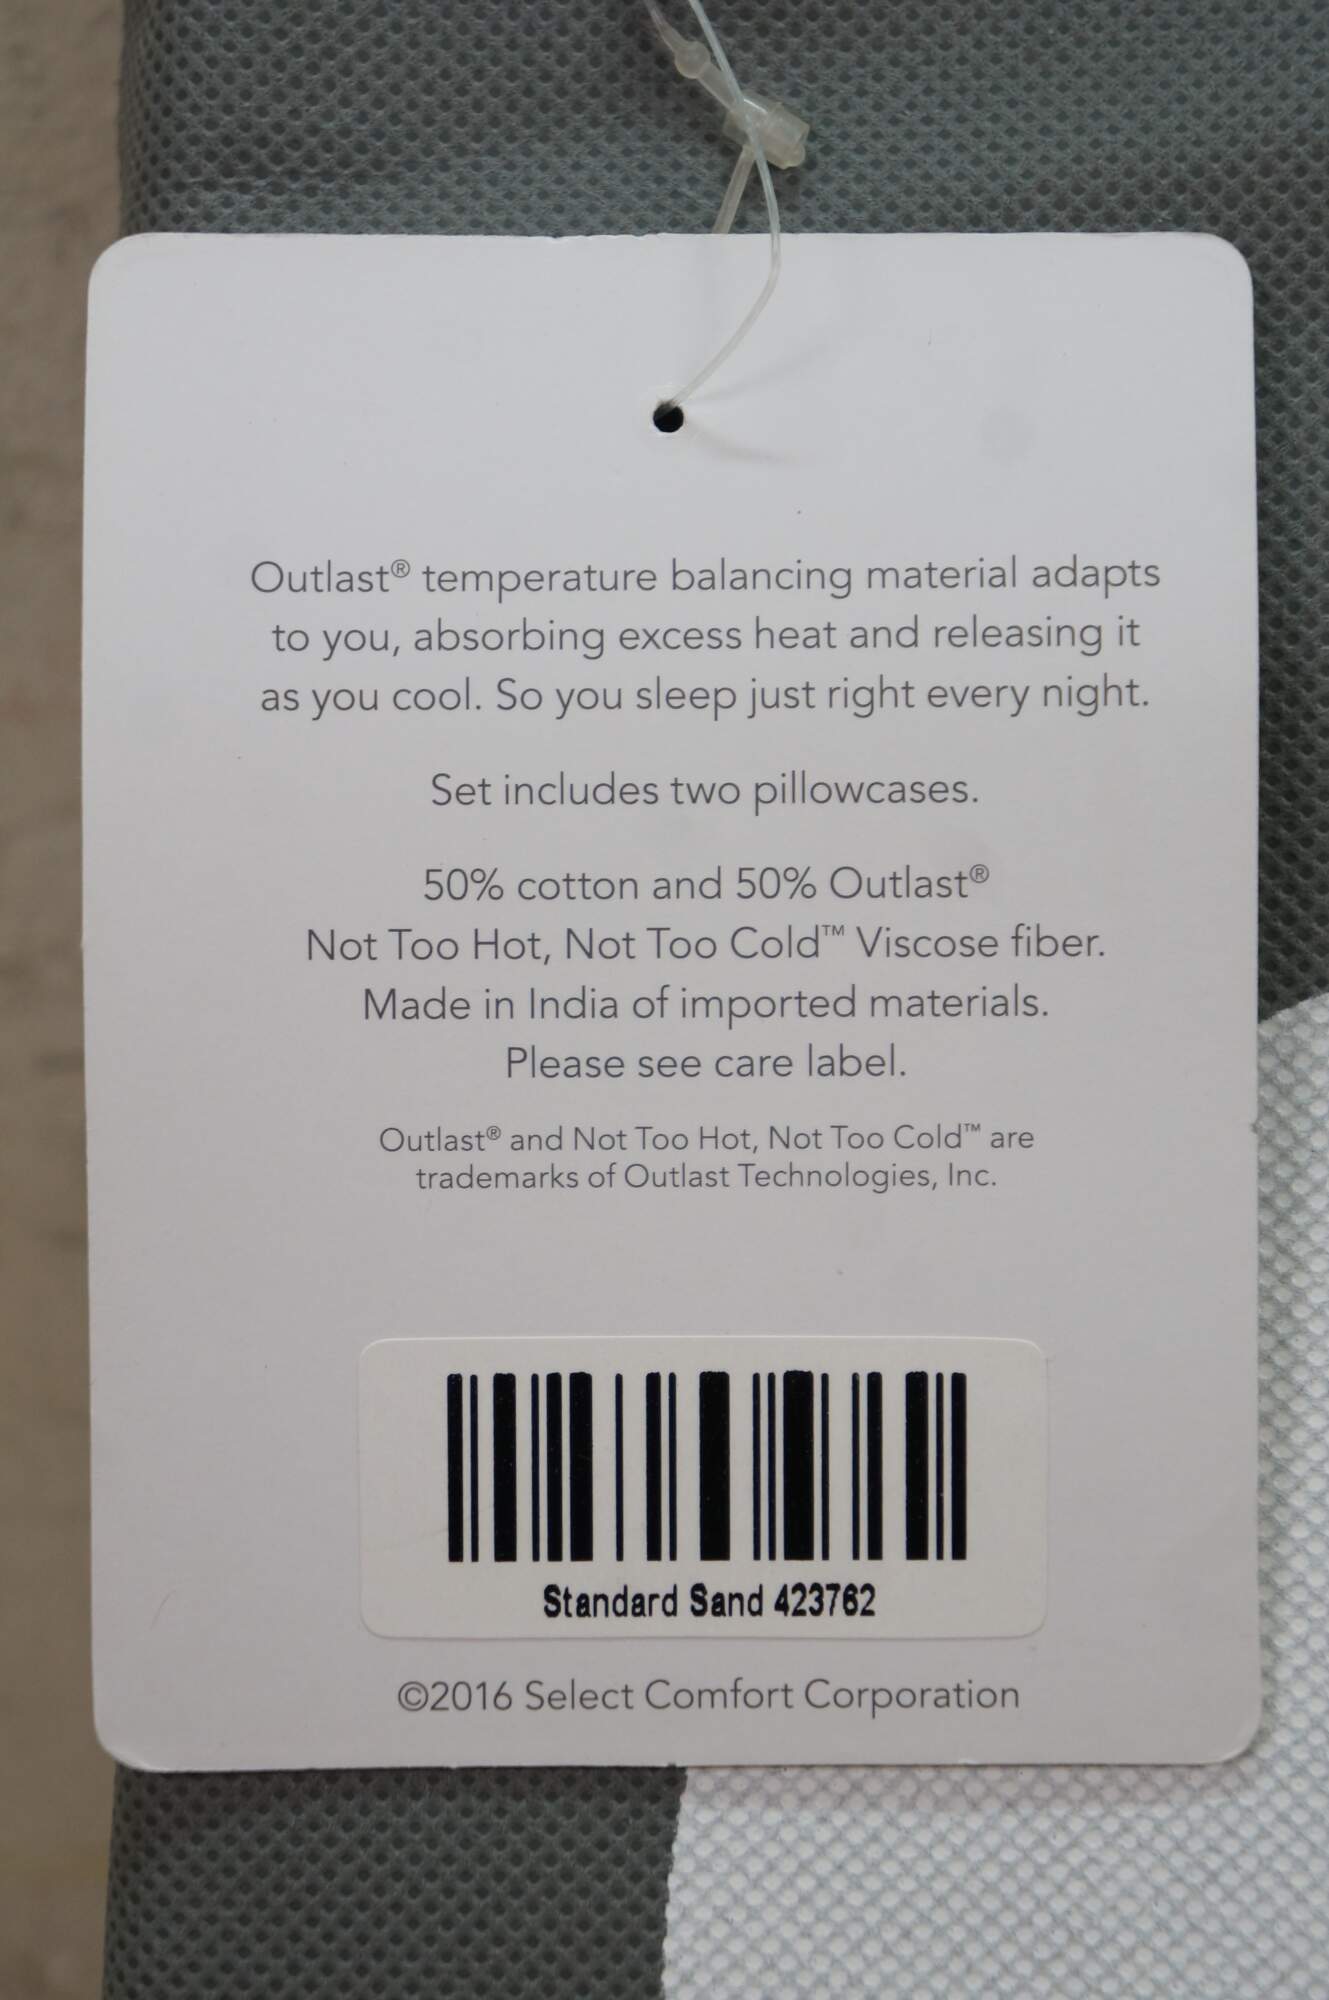 Outlast® temperature balancing material adapts
to you, absorbing excess heat and releasing it
as you cool. So you sleep just right every night.
Set includes two pillowcases.
50% cotton and 50% Outlast®
Not Too Hot, Not Too Cold™ Viscose fiber.
Made in India of imported materials.
Please see care label.
Outlast® and Not Too Hot, Not Too Cold™ are
trademarks of Outlast Technologies, Inc.
Standard Sand 423762
©2016 Select Comfort Corporation